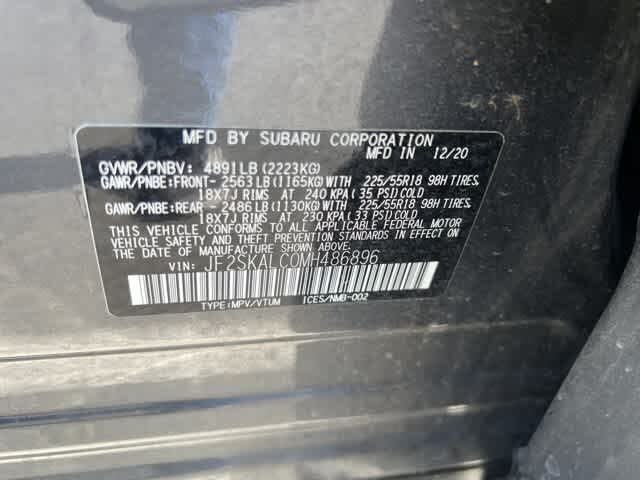 MFD BY SUBARU CORPORATION
MFD IN 12/20
GVWR/PNBV: 4891LB (2223KG)
GAWR/PNBE:FRONT- 2563LB (1165KG)WITH 225/55R18 98H TIRES,
18X7J RIMS AT 240 KPA (35 PSI)COLD
GAWR/PNBE:REAR -2486LB (1130KG)WITH 225/55R18 98H TIRES,
18X7J RIMS AT 230 KPA (33 PSI)COLD
THIS VEHICLE CONFORMS TO ALL APPLICABLE FEDERAL MOTOR
VEHICLE SAFETY AND THEFT PREVENTION STANDARDS IN EFFECT ON
THE DATE OF MANUFACTURE SHOWN ABOVE.
VIN: JF2SKALC0MH486896
TYPE:MPV/VTUM ICES/NMB-002